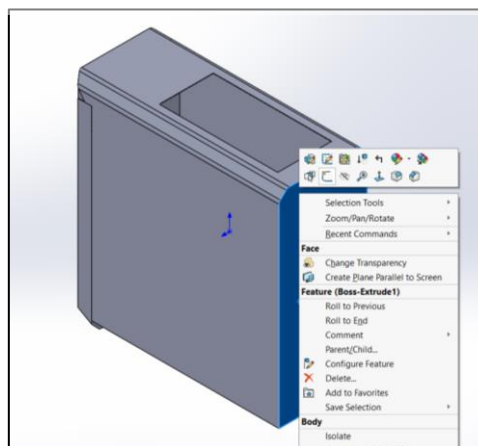 Selection Tools
Zoom/Pan/Rotate
Recent Commands
Face
Change Transparency
Create Plane Parallel to Screen
Feature (Boss-Extrude1)
Roll to Previous
Roll to End
Comment
Parent/Child...
Configure Feature
Delete...
Add to Favorites
Save Selection
Body
Isolate